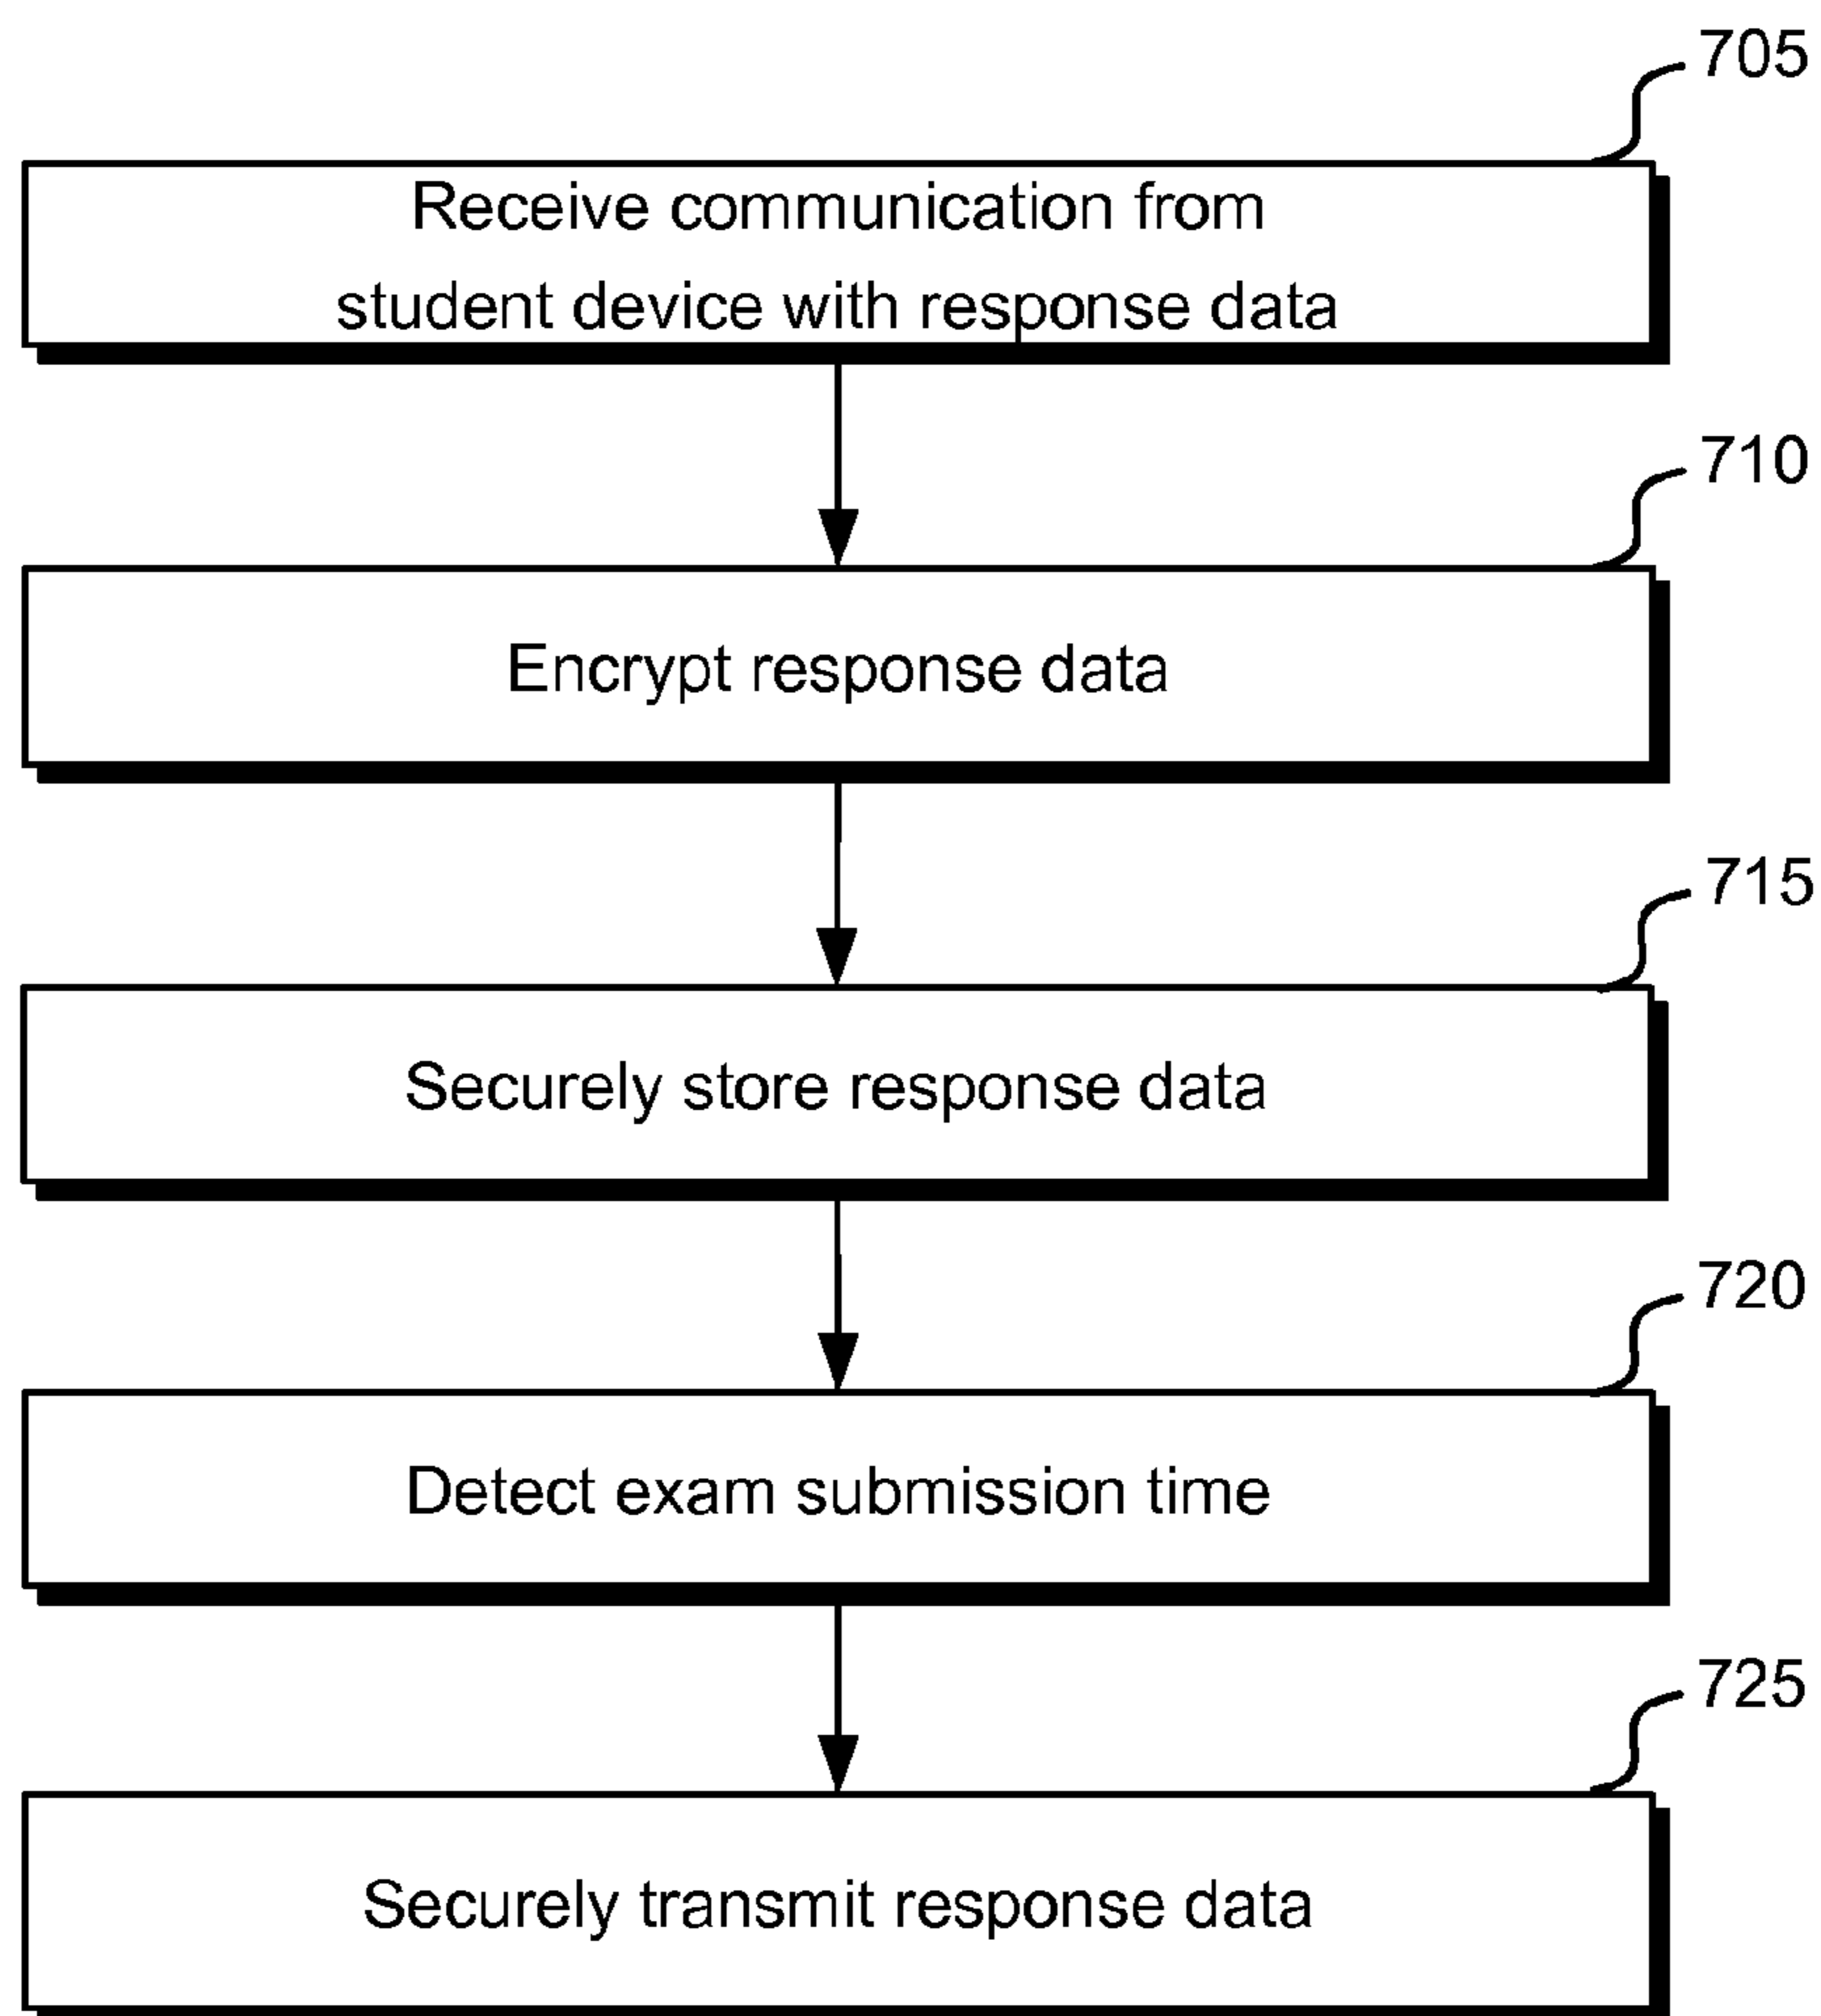 705
Receive communication from
student device with response data
710
Encrypt response data
715
Securely store response data
720
Detect exam submission time
725
Securely transmit response data